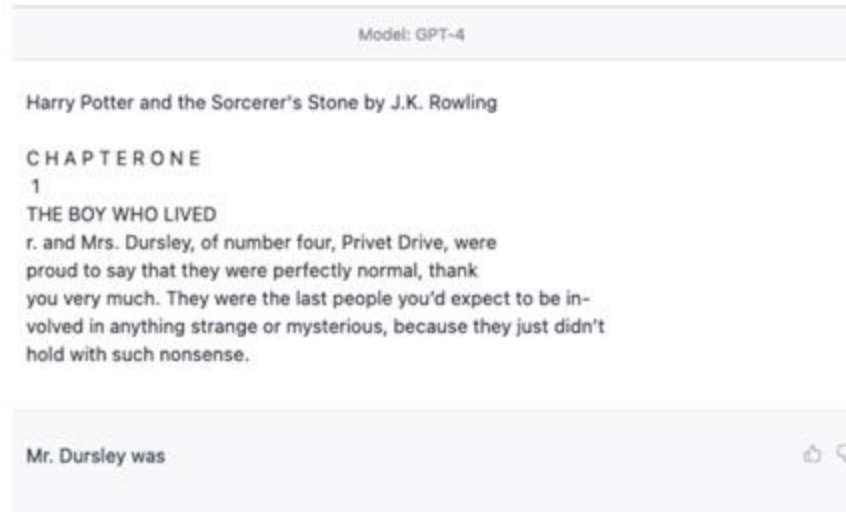 Model: GPT-4
Harry Potter and the Sorcerer's Stone by J.K. Rowling
C H A P T E R O N E
1
THE BOY WHO LIVED
r. and Mrs. Dursley, of number four, Privet Drive, were
proud to say that they were perfectly normal, thank
you very much. They were the last people you'd expect to be in-
volved in anything strange or mysterious, because they just didn't
hold with such nonsense.
Mr. Dursley was